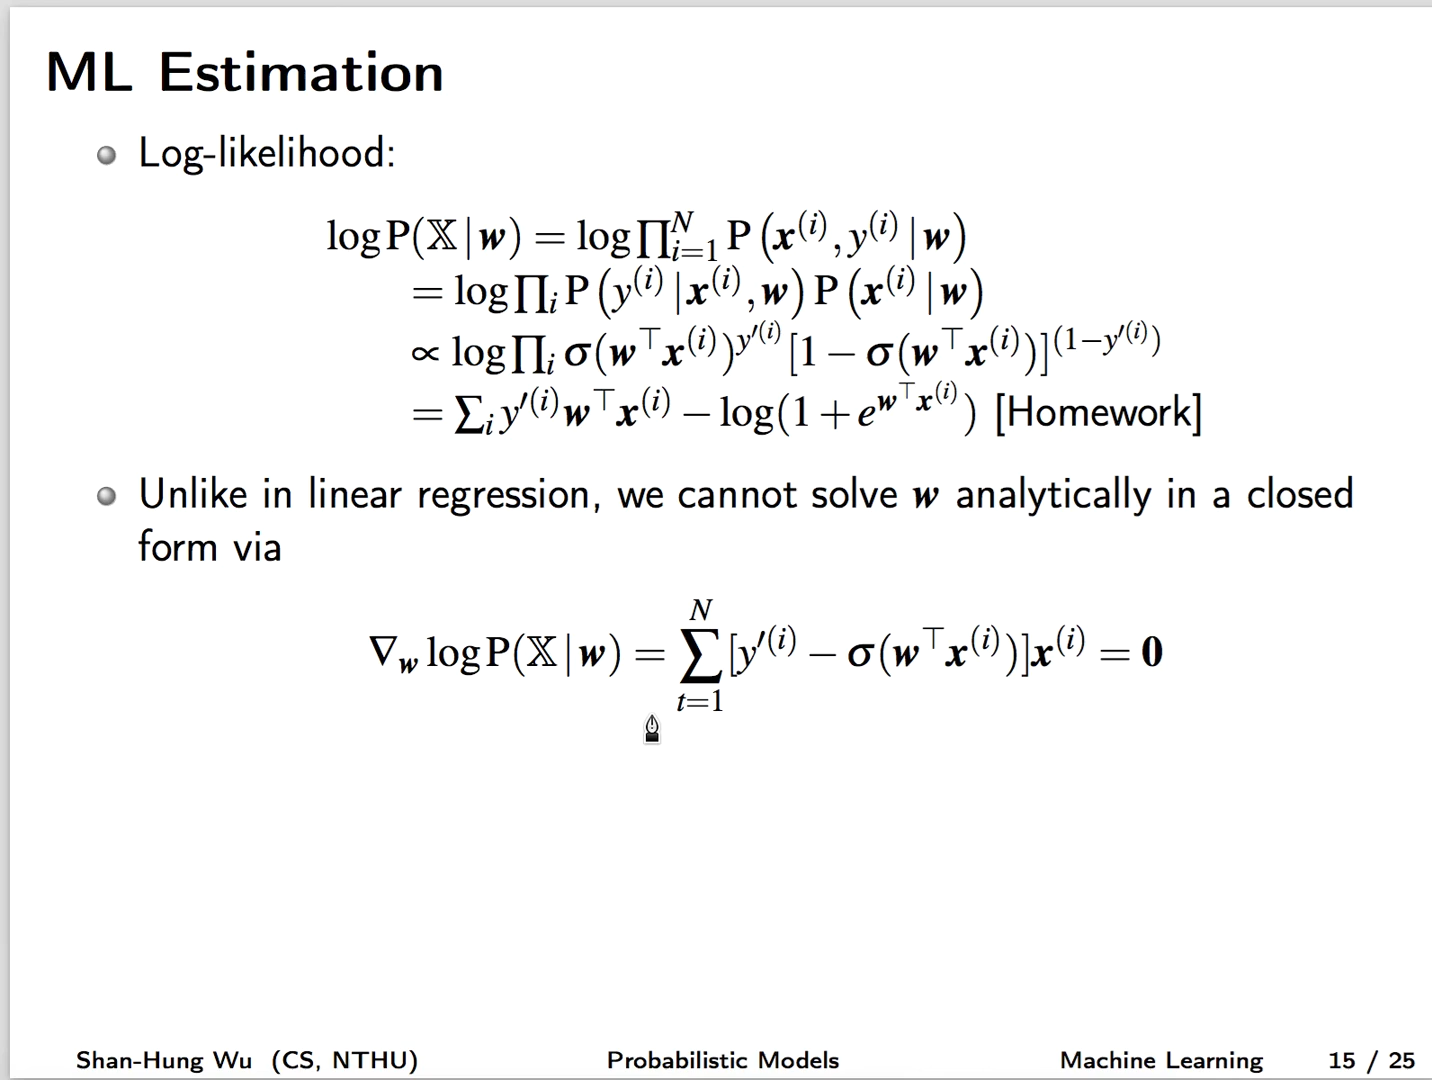 ML Estimation
Log-likelihood:
log P(𝕏 | w) = log ∏_{i=1}^{N} P(x^{(i)}, y^{(i)} | w)
= log ∏_i P(y^{(i)} | x^{(i)}, w) P(x^{(i)} | w)
∝ log ∏_i σ(w^⊤ x^{(i)})^{y′^{(i)}} [1 − σ(w^⊤ x^{(i)})]^{(1−y′^{(i)})}
= ∑_i y′^{(i)} w^⊤ x^{(i)} − log(1 + e^{w^⊤ x^{(i)}}) [Homework]
Unlike in linear regression, we cannot solve w analytically in a closed
form via
∇_w log P(𝕏 | w) = ∑_{t=1}^{N} [y′^{(i)} − σ(w^⊤ x^{(i)})] x^{(i)} = 0
Shan-Hung Wu (CS, NTHU) Probabilistic Models Machine Learning 15 / 25